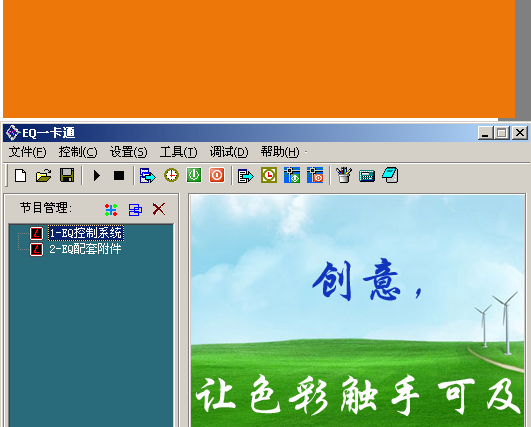 EQ一卡通
文件(F) 控制(C) 设置(S) 工具(T) 调试(D) 帮助(H)
节目管理:
1-EQ控制系统
2-EQ配套附件
创意，
让色彩触手可及